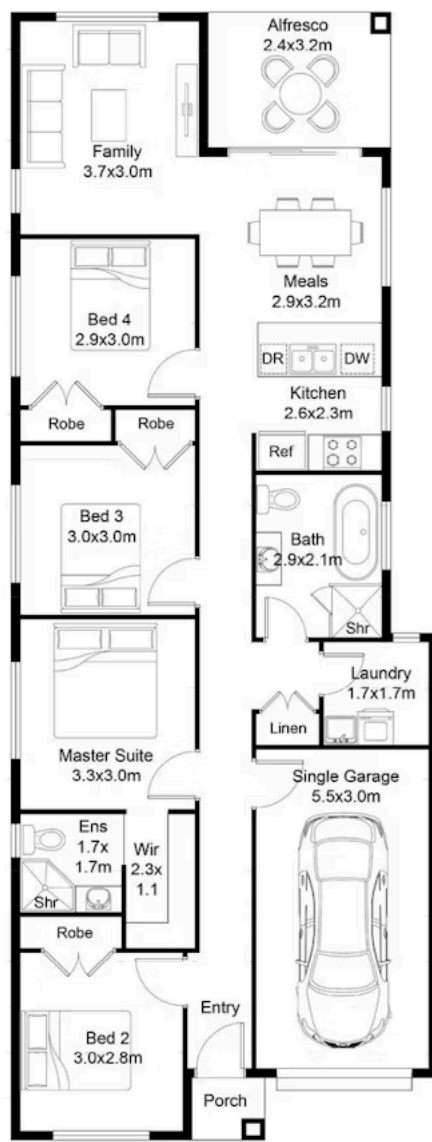 Alfresco
2.4x3.2m
Family
3.7x3.0m
Meals
2.9x3.2m
Bed 4
2.9x3.0m
DR
DW
Kitchen
2.6x2.3m
Robe
Robe
Ref
Bed 3
3.0x3.0m
Bath
2.9x2.1m
Shr
Laundry
1.7x1.7m
Linen
Master Suite
3.3x3.0m
Single Garage
5.5x3.0m
Ens
1.7x
1.7m
Wir
2.3x
1.1
Shr
Robe
Entry
Bed 2
3.0x2.8m
Porch